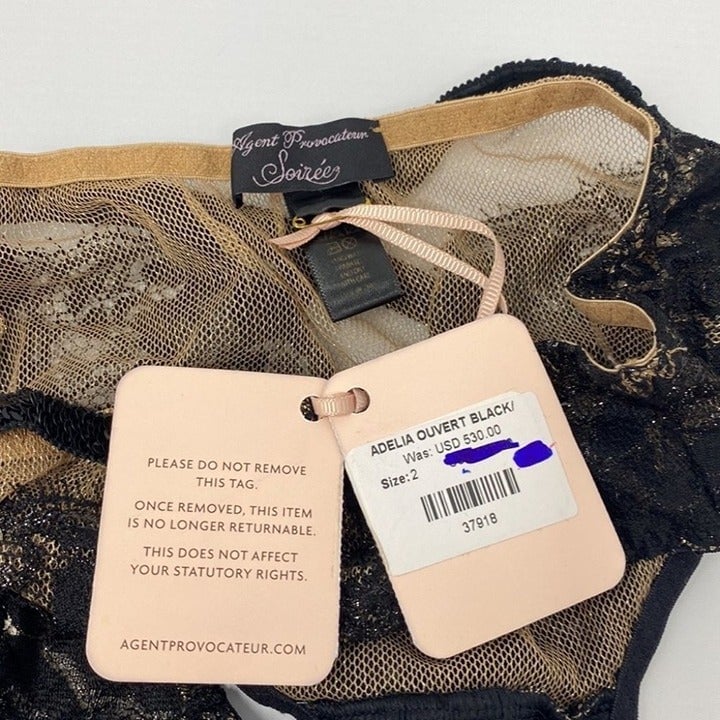 Agent Provocateur
Soirée
PLEASE DO NOT REMOVE
THIS TAG.
ONCE REMOVED, THIS ITEM
IS NO LONGER RETURNABLE.
THIS DOES NOT AFFECT
YOUR STATUTORY RIGHTS.
AGENTPROVOCATEUR.COM
ADELIA OUVERT BLACK/
Was: USD 530.00
Size: 2
37918